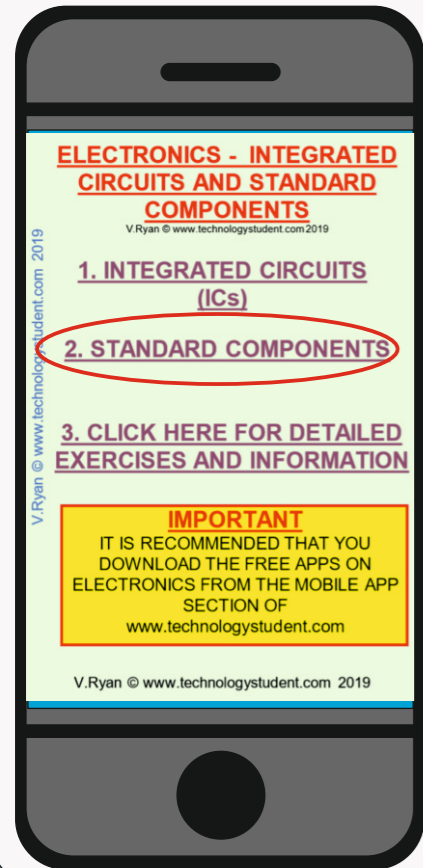 ELECTRONICS - INTEGRATED
CIRCUITS AND STANDARD
COMPONENTS
V.Ryan © www.technologystudent.com 2019
1. INTEGRATED CIRCUITS
(ICs)
2. STANDARD COMPONENTS
3. CLICK HERE FOR DETAILED
EXERCISES AND INFORMATION
IMPORTANT
IT IS RECOMMENDED THAT YOU
DOWNLOAD THE FREE APPS ON
ELECTRONICS FROM THE MOBILE APP
SECTION OF
www.technologystudent.com
V.Ryan © www.technologystudent.com 2019
V.Ryan © www.technologystudent.com 2019